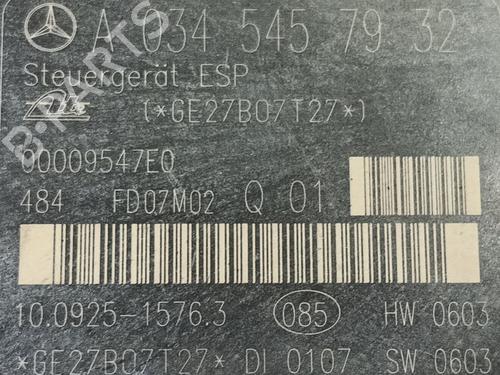 A 034 545 79 32
Steuergerät ESP
(*GE27B07T27*)
00009547E0
484 FD07M02 Q 01
10.0925-1576.3 085 HW 0603
*GE27B07T27* DI 0107 SW 0603
B-PARTS